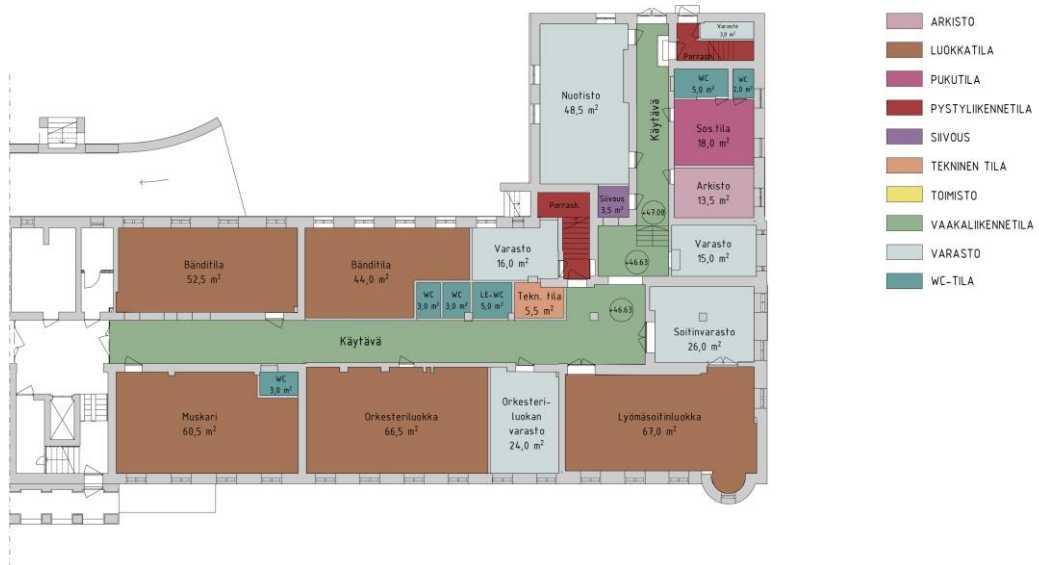 Nuotisto
48,5 m²
Käytävä
Varasto
3,0 m²
Porrash.
WC
5,0 m²
WC
2,0 m²
Sos.tila
18,0 m²
Arkisto
13,5 m²
Porrash.
Siivous
3,5 m²
+47.08
+46.63
Varasto
15,0 m²
Bänditila
52,5 m²
Bänditila
44,0 m²
Varasto
16,0 m²
WC
3,0 m²
WC
3,0 m²
LE-WC
5,0 m²
Tekn. tila
5,5 m²
+46.63
Soitinvarasto
26,0 m²
Käytävä
WC
3,0 m²
Muskari
60,5 m²
Orkesteriluokka
66,5 m²
Orkesteri-
luokan
varasto
24,0 m²
Lyömäsoitinluokka
67,0 m²
ARKISTO
LUOKKATILA
PUKUTILA
PYSTYLIIKENNETILA
SIIVOUS
TEKNINEN TILA
TOIMISTO
VAAKALIIKENNETILA
VARASTO
WC-TILA